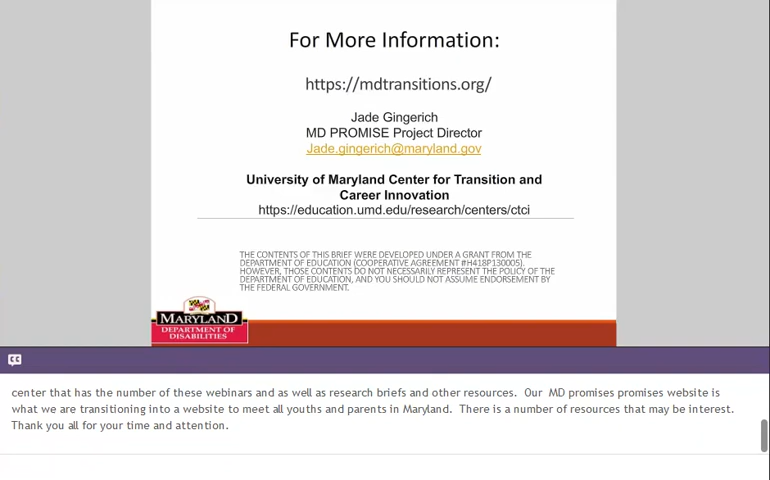 For More Information:
https://mdtransitions.org/
Jade Gingerich
MD PROMISE Project Director
Jade.gingerich@maryland.gov
University of Maryland Center for Transition and
Career Innovation
https://education.umd.edu/research/centers/ctci
THE CONTENTS OF THIS BRIEF WERE DEVELOPED UNDER A GRANT FROM THE
DEPARTMENT OF EDUCATION (COOPERATIVE AGREEMENT #H418P130005).
HOWEVER, THOSE CONTENTS DO NOT NECESSARILY REPRESENT THE POLICY OF THE
DEPARTMENT OF EDUCATION, AND YOU SHOULD NOT ASSUME ENDORSEMENT BY
THE FEDERAL GOVERNMENT.
MARYLAND
DEPARTMENT OF
DISABILITIES
CC
center that has the number of these webinars and as well as research briefs and other resources.  Our  MD promises promises website is
what we are transitioning into a website to meet all youths and parents in Maryland.  There is a number of resources that may be interest.
Thank you all for your time and attention.